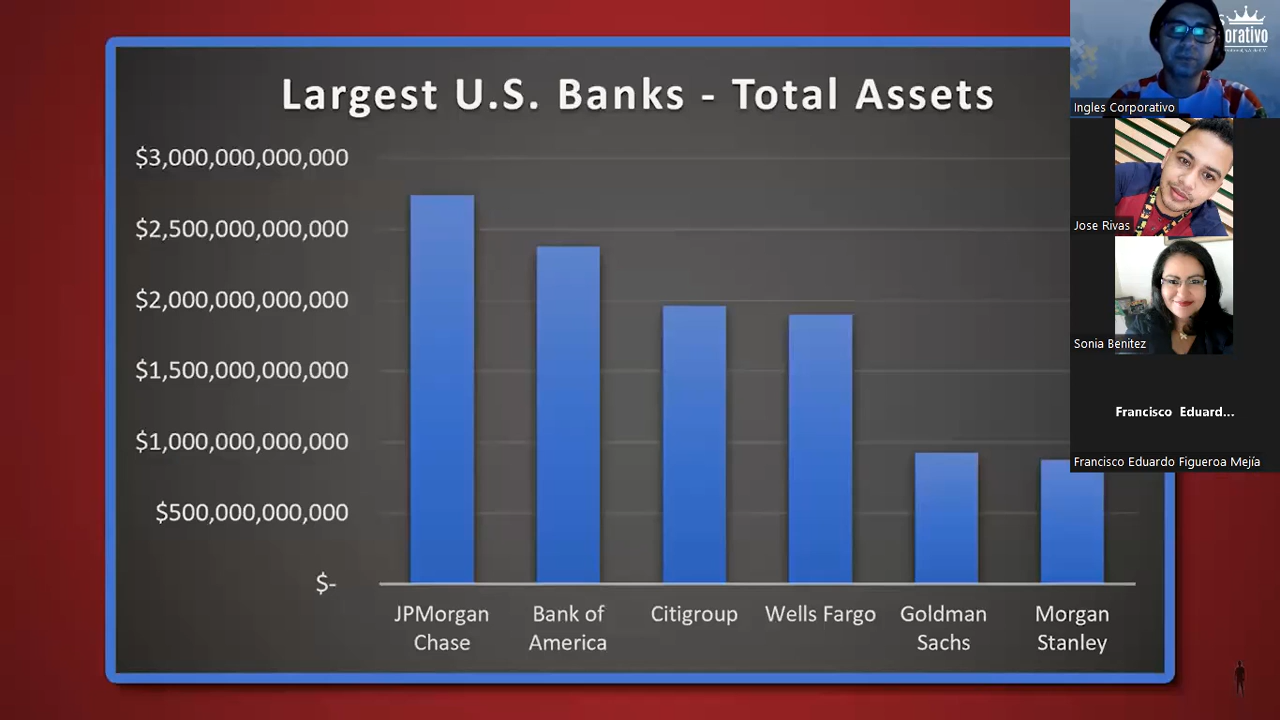 Largest U.S. Banks - Total Assets
$3,000,000,000,000
$2,500,000,000,000
$2,000,000,000,000
$1,500,000,000,000
$1,000,000,000,000
$500,000,000,000
$-
JPMorgan
Chase
Bank of
America
Citigroup
Wells Fargo
Goldman
Sachs
Morgan
Stanley
orativo
Ingles Corporativo
Jose Rivas
Sonia Benitez
Francisco Eduard...
Francisco Eduardo Figueroa Mejía